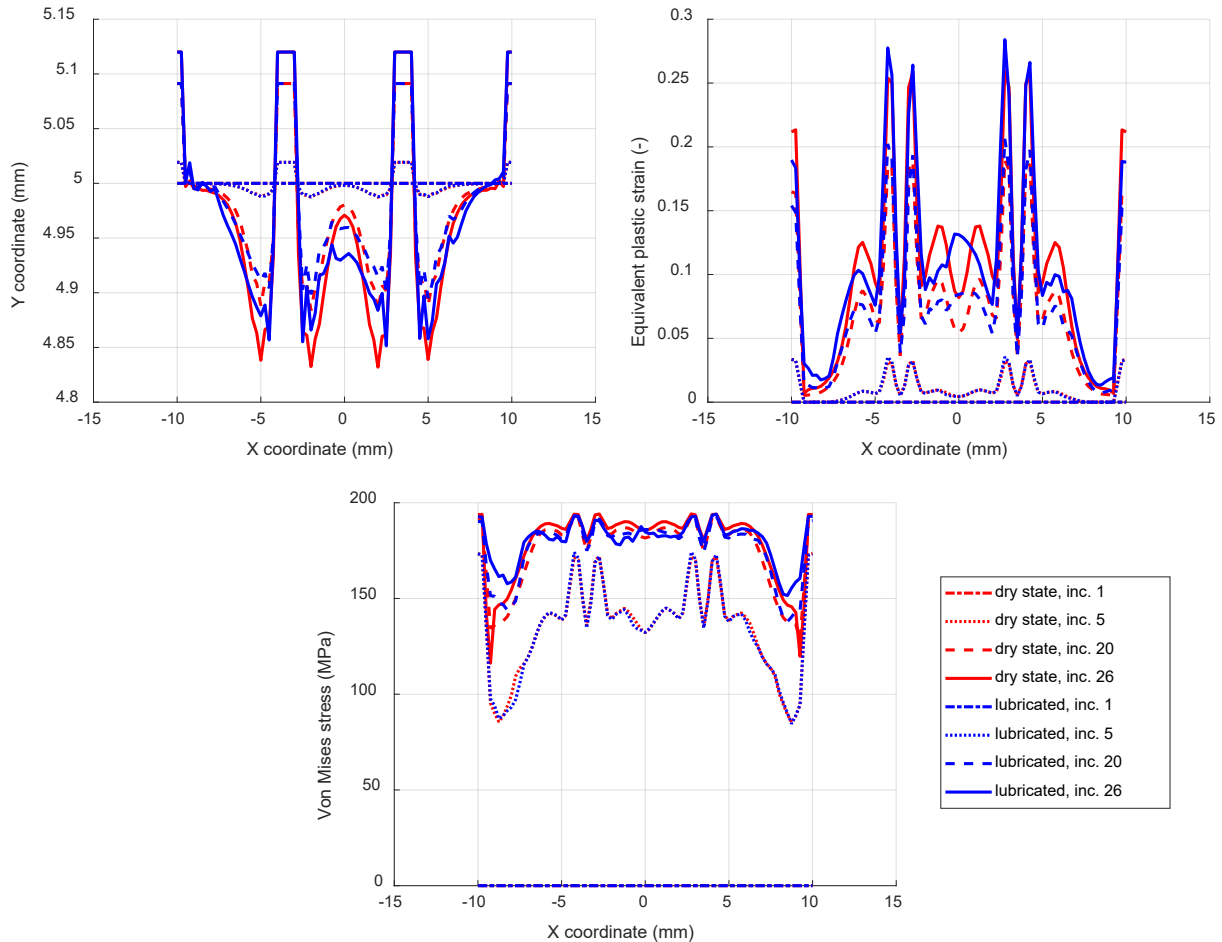 5.15
5.1
5.05
5
4.95
4.9
4.85
4.8
-15
-10
-5
0
5
10
15
X coordinate (mm)
Y coordinate (mm)
0.3
0.25
0.2
0.15
0.1
0.05
0
-15
-10
-5
0
5
10
15
X coordinate (mm)
Equivalent plastic strain (-)
200
150
100
50
0
-15
-10
-5
0
5
10
15
X coordinate (mm)
Von Mises stress (MPa)
dry state, inc. 1
dry state, inc. 5
dry state, inc. 20
dry state, inc. 26
lubricated, inc. 1
lubricated, inc. 5
lubricated, inc. 20
lubricated, inc. 26